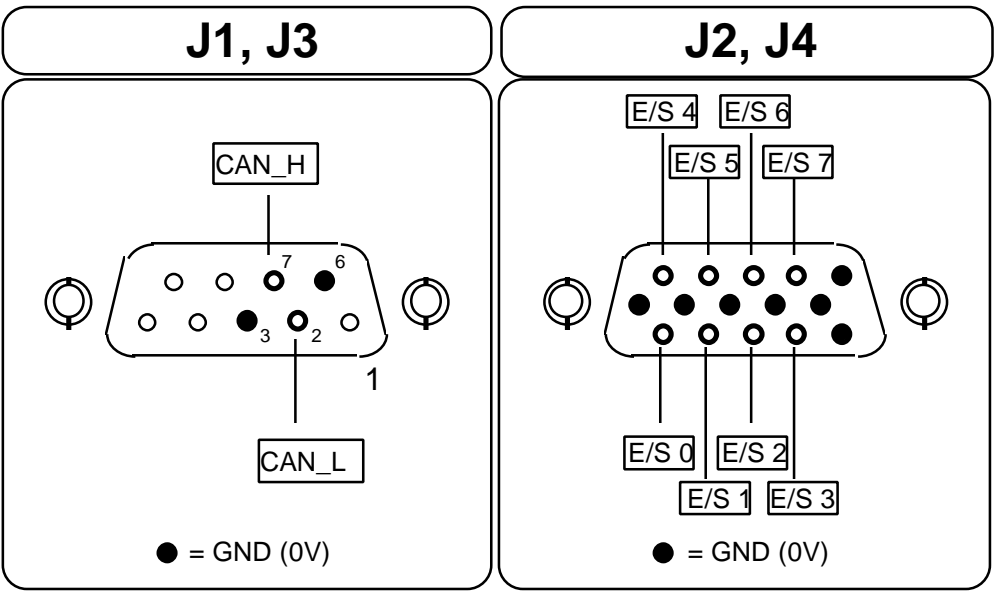 J1, J3
CAN_H
7
6
3
2
1
CAN_L
= GND (0V)
J2, J4
E/S 4
E/S 6
E/S 5
E/S 7
E/S 0
E/S 2
E/S 1
E/S 3
= GND (0V)